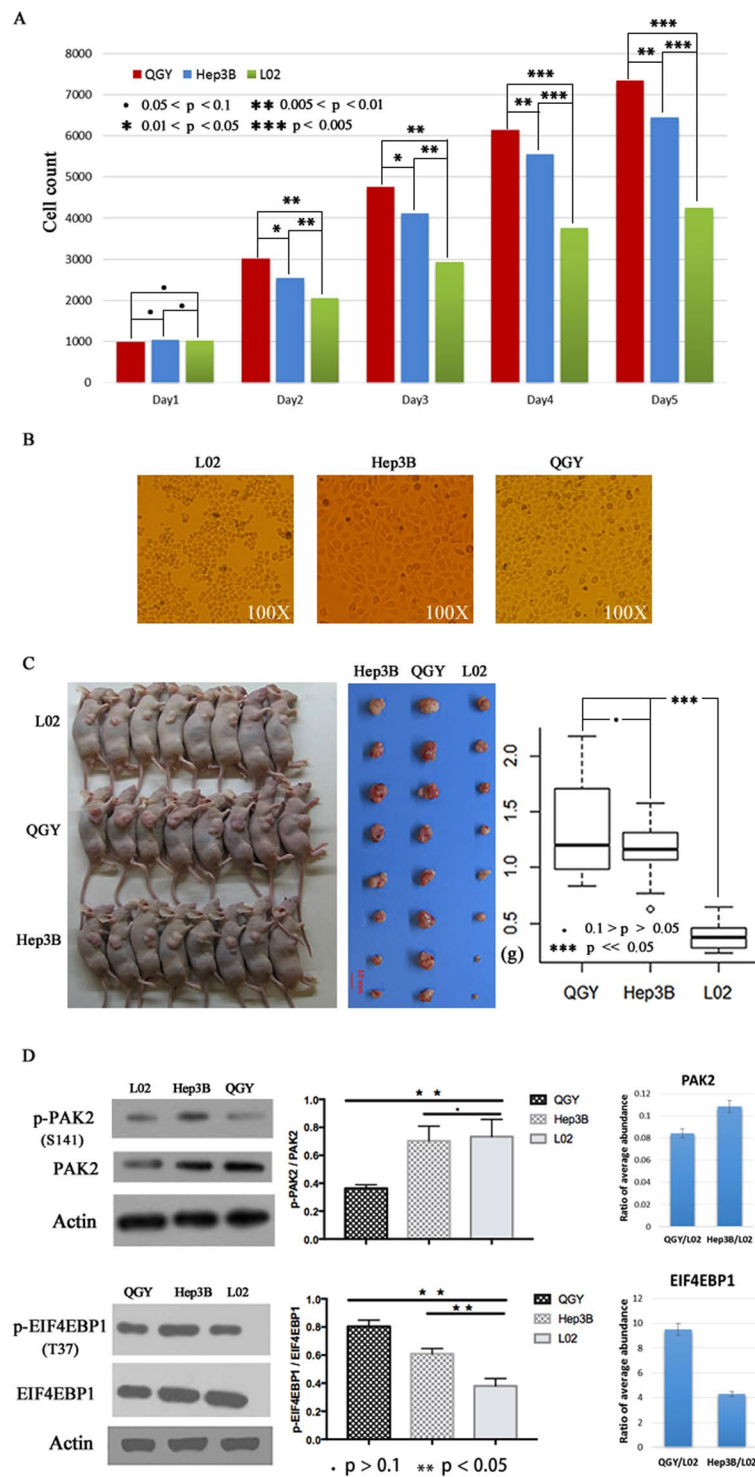 A
8000
7000
6000
5000
4000
3000
2000
1000
0
Cell count
QGY Hep3B L02
• 0.05 < p < 0.1 ** 0.005 < p < 0.01
* 0.01 < p < 0.05 *** p < 0.005
• • •
* ** **
* ** **
** *** ***
** *** ***
Day1 Day2 Day3 Day4 Day5
B
L02 Hep3B QGY
100X 100X 100X
C
L02
QGY
Hep3B
Hep3B QGY L02
10 mm
***
•
2.0
1.5
1.0
0.5
(g)
• 0.1 > p > 0.05
*** p << 0.05
QGY Hep3B L02
D
L02 Hep3B QGY
p-PAK2
(S141)
PAK2
Actin
p-PAK2 / PAK2
1.0
0.8
0.6
0.4
0.2
0.0
* *
•
QGY
Hep3B
L02
PAK2
Ratio of average abundance
0.12
0.1
0.08
0.06
0.04
0.02
0
QGY/L02 Hep3B/L02
QGY Hep3B L02
p-EIF4EBP1
(T37)
EIF4EBP1
Actin
p-EIF4EBP1 / EIF4EBP1
1.0
0.8
0.6
0.4
0.2
0.0
* *
* *
QGY
Hep3B
L02
• p > 0.1 ** p < 0.05
EIF4EBP1
Ratio of average abundance
12
10
8
6
4
2
0
QGY/L02 Hep3B/L02